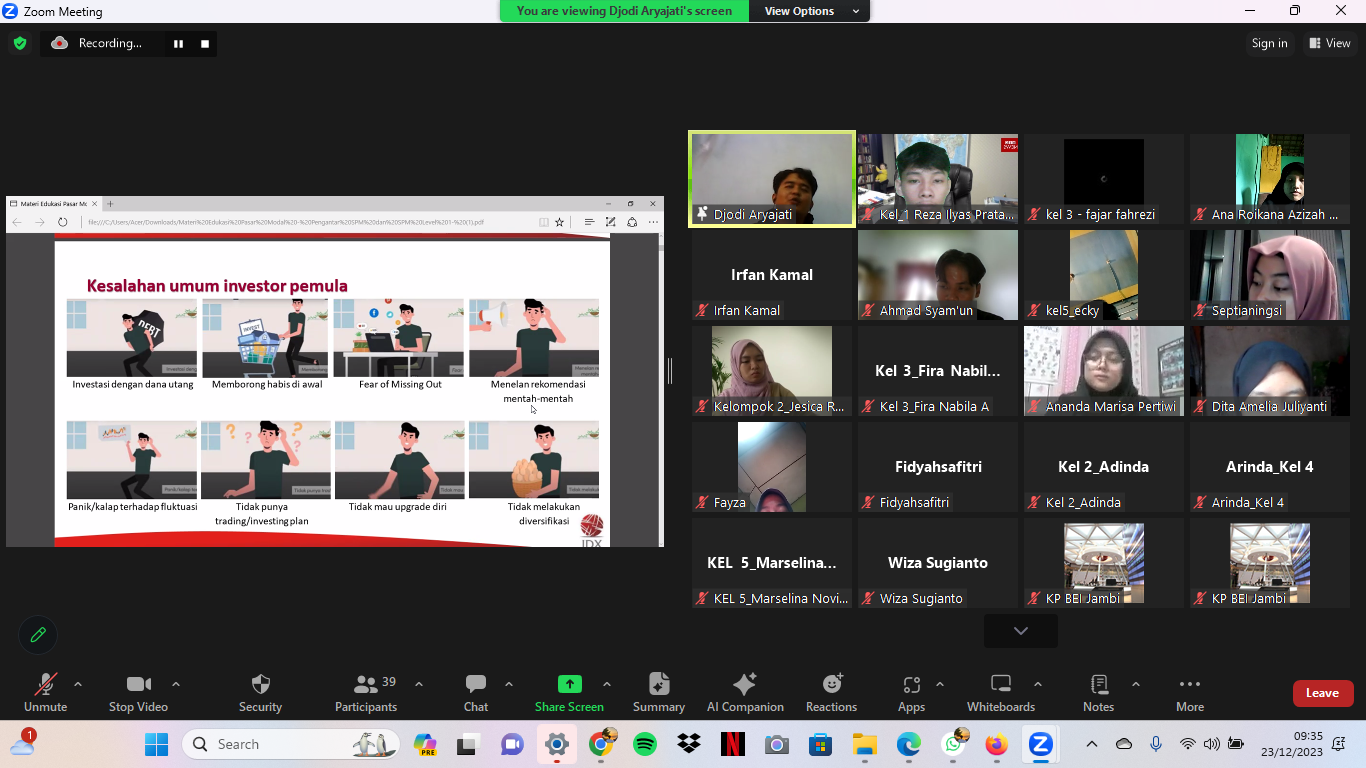 Zoom Meeting
You are viewing Djodi Aryajati's screen
View Options
Recording...
Sign in
View
Materi Edukasi Pasar Mo
file:///C:/Users/Acer/Downloads/Materi%20Edukasi%20Pasar%20Modal%20-%20Pengantar%20SPM%20dan%20SPM%20Level%201-%20(1).pdf
Kesalahan umum investor pemula
DEBT
INVEST
Investasi dengan dana utang
Memborong habis di awal
Fear of Missing Out
Menelan rekomendasi
mentah-mentah
Panik/kalap terhadap fluktuasi
Tidak punya
trading/investing plan
Tidak mau upgrade diri
Tidak melakukan
diversifikasi
IDX
Djodi Aryajati
Kel_1 Reza Ilyas Prata...
kel 3 - fajar fahrezi
Ana Roikana Azizah ...
Irfan Kamal
Irfan Kamal
Ahmad Syam'un
kel5_ecky
Septianingsi
Kelompok 2_Jesica R...
Kel 3_Fira Nabil...
Kel 3_Fira Nabila A
Ananda Marisa Pertiwi
Dita Amelia Juliyanti
Fayza
Fidyahsafitri
Fidyahsafitri
Kel 2_Adinda
Kel 2_Adinda
Arinda_Kel 4
Arinda_Kel 4
KEL 5_Marselina...
KEL 5_Marselina Novi...
Wiza Sugianto
Wiza Sugianto
KP BEI Jambi
KP BEI Jambi
Unmute
Stop Video
Security
Participants
39
Chat
Share Screen
Summary
AI Companion
Reactions
Apps
Whiteboards
Notes
More
Leave
1
Search
PRE
09:35
23/12/2023